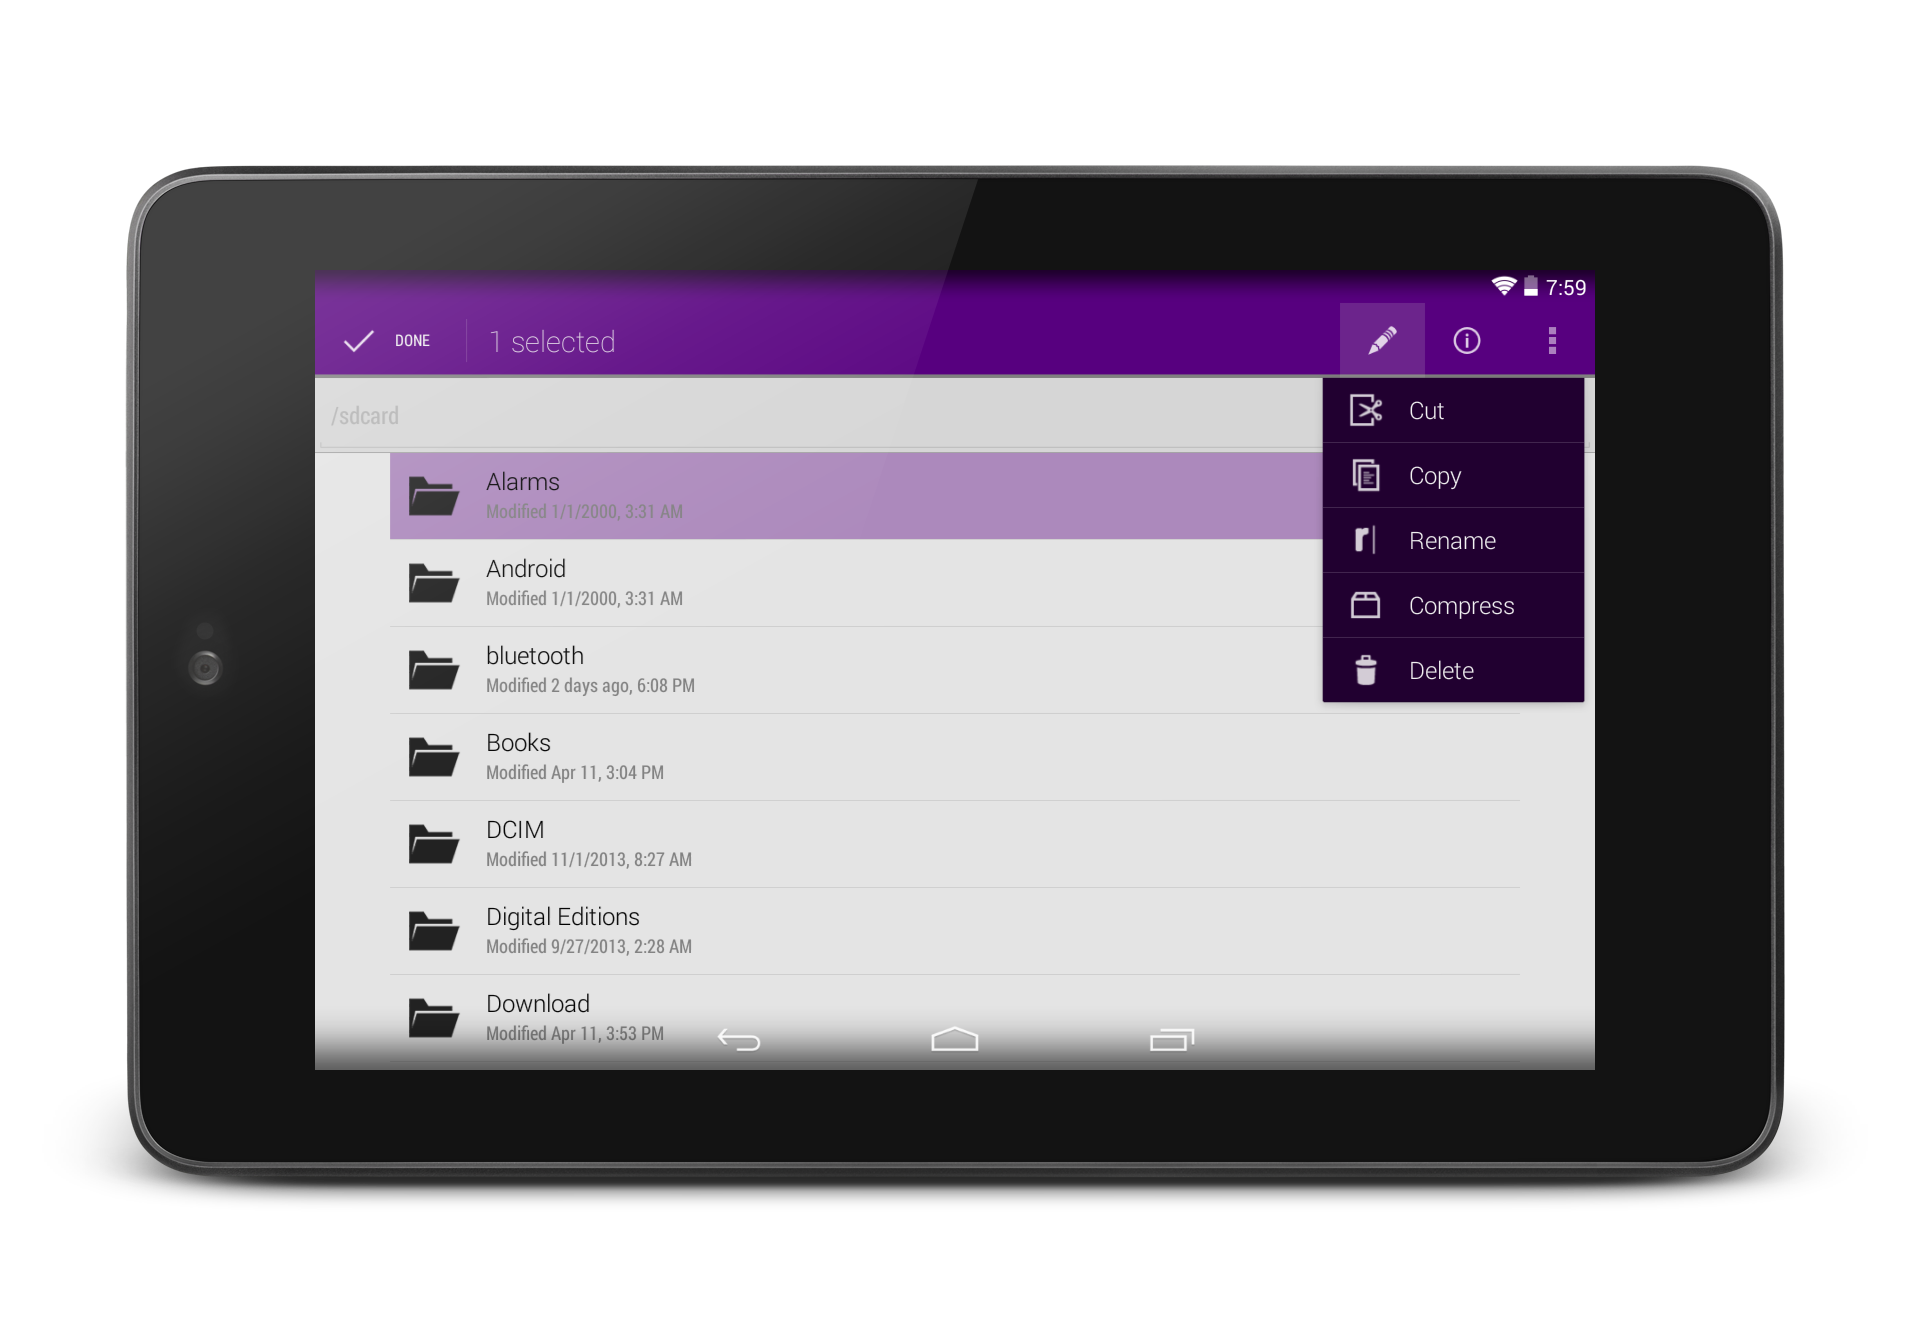 7:59
DONE
1 selected
/sdcard
Cut
Copy
Rename
Compress
Delete
Alarms
Modified 1/1/2000, 3:31 AM
Android
Modified 1/1/2000, 3:31 AM
bluetooth
Modified 2 days ago, 6:08 PM
Books
Modified Apr 11, 3:04 PM
DCIM
Modified 11/1/2013, 8:27 AM
Digital Editions
Modified 9/27/2013, 2:28 AM
Download
Modified Apr 11, 3:53 PM